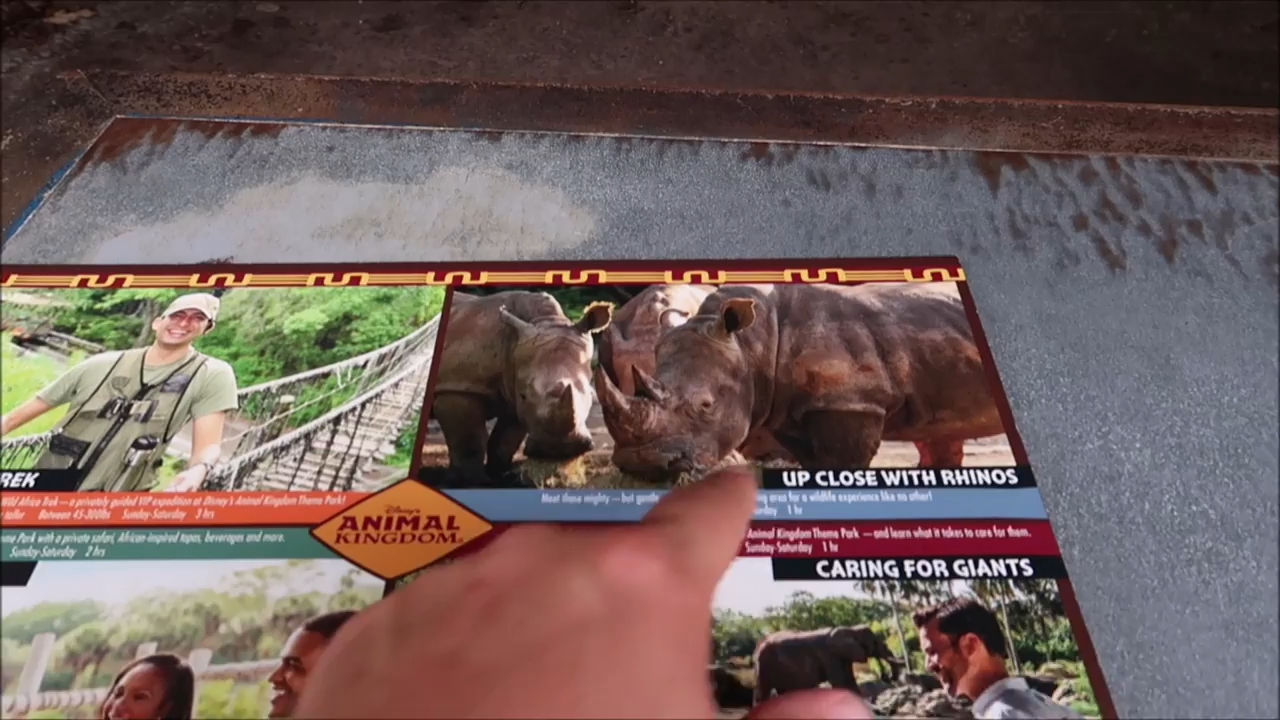 REK
Wild Africa Trek—a privately guided VIP expedition at Disney's Animal Kingdom Theme Park!
taller Between 45-300lbs Sunday-Saturday 3 hrs
me Park with a private safari, African-inspired tapas, beverages and more.
Sunday-Saturday 2 hrs
Disney's
ANIMAL
KINGDOM
UP CLOSE WITH RHINOS
Meet these mighty—but gentle area for a wildlife experience like no other!
1 hr
Animal Kingdom Theme Park—and learn what it takes to care for them.
Sunday-Saturday 1 hr
CARING FOR GIANTS